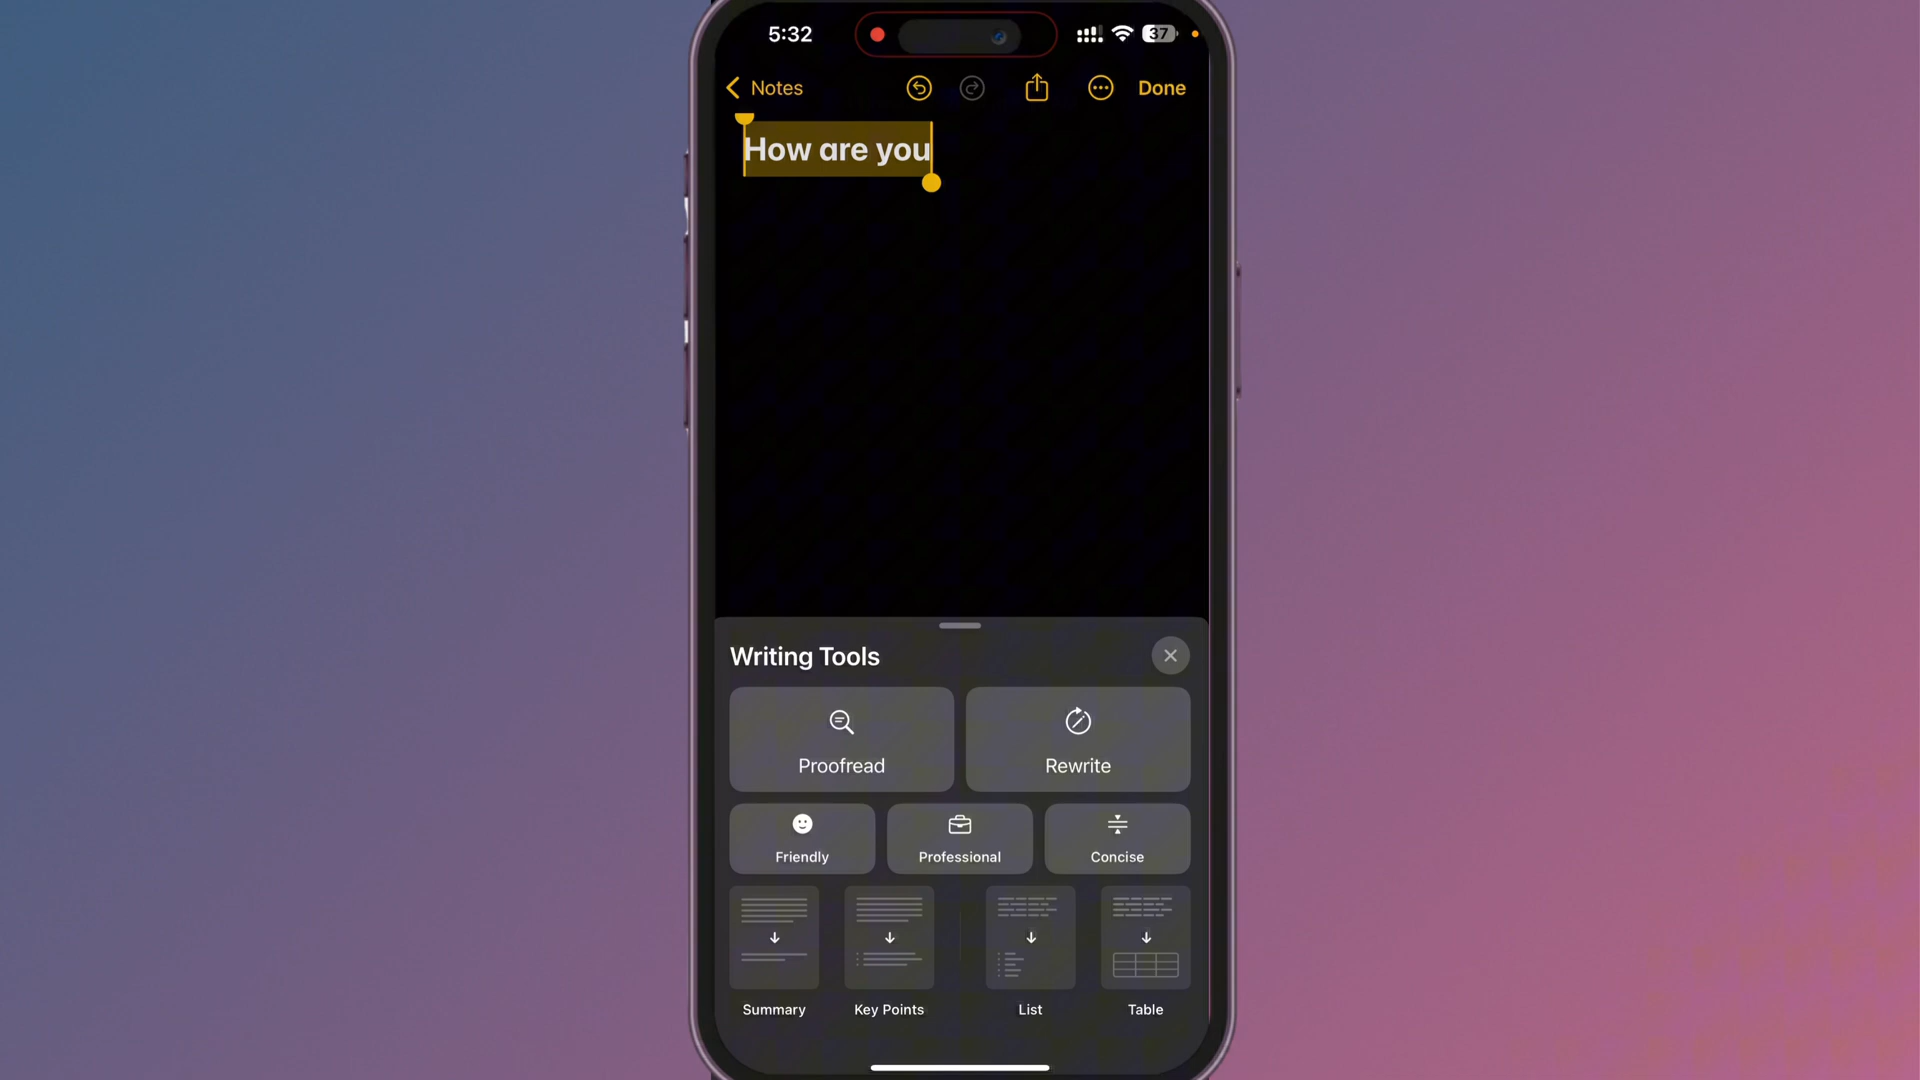 5:32
37
Notes
Done
How are you
Writing Tools
Proofread
Rewrite
Friendly
Professional
Concise
Summary
Key Points
List
Table